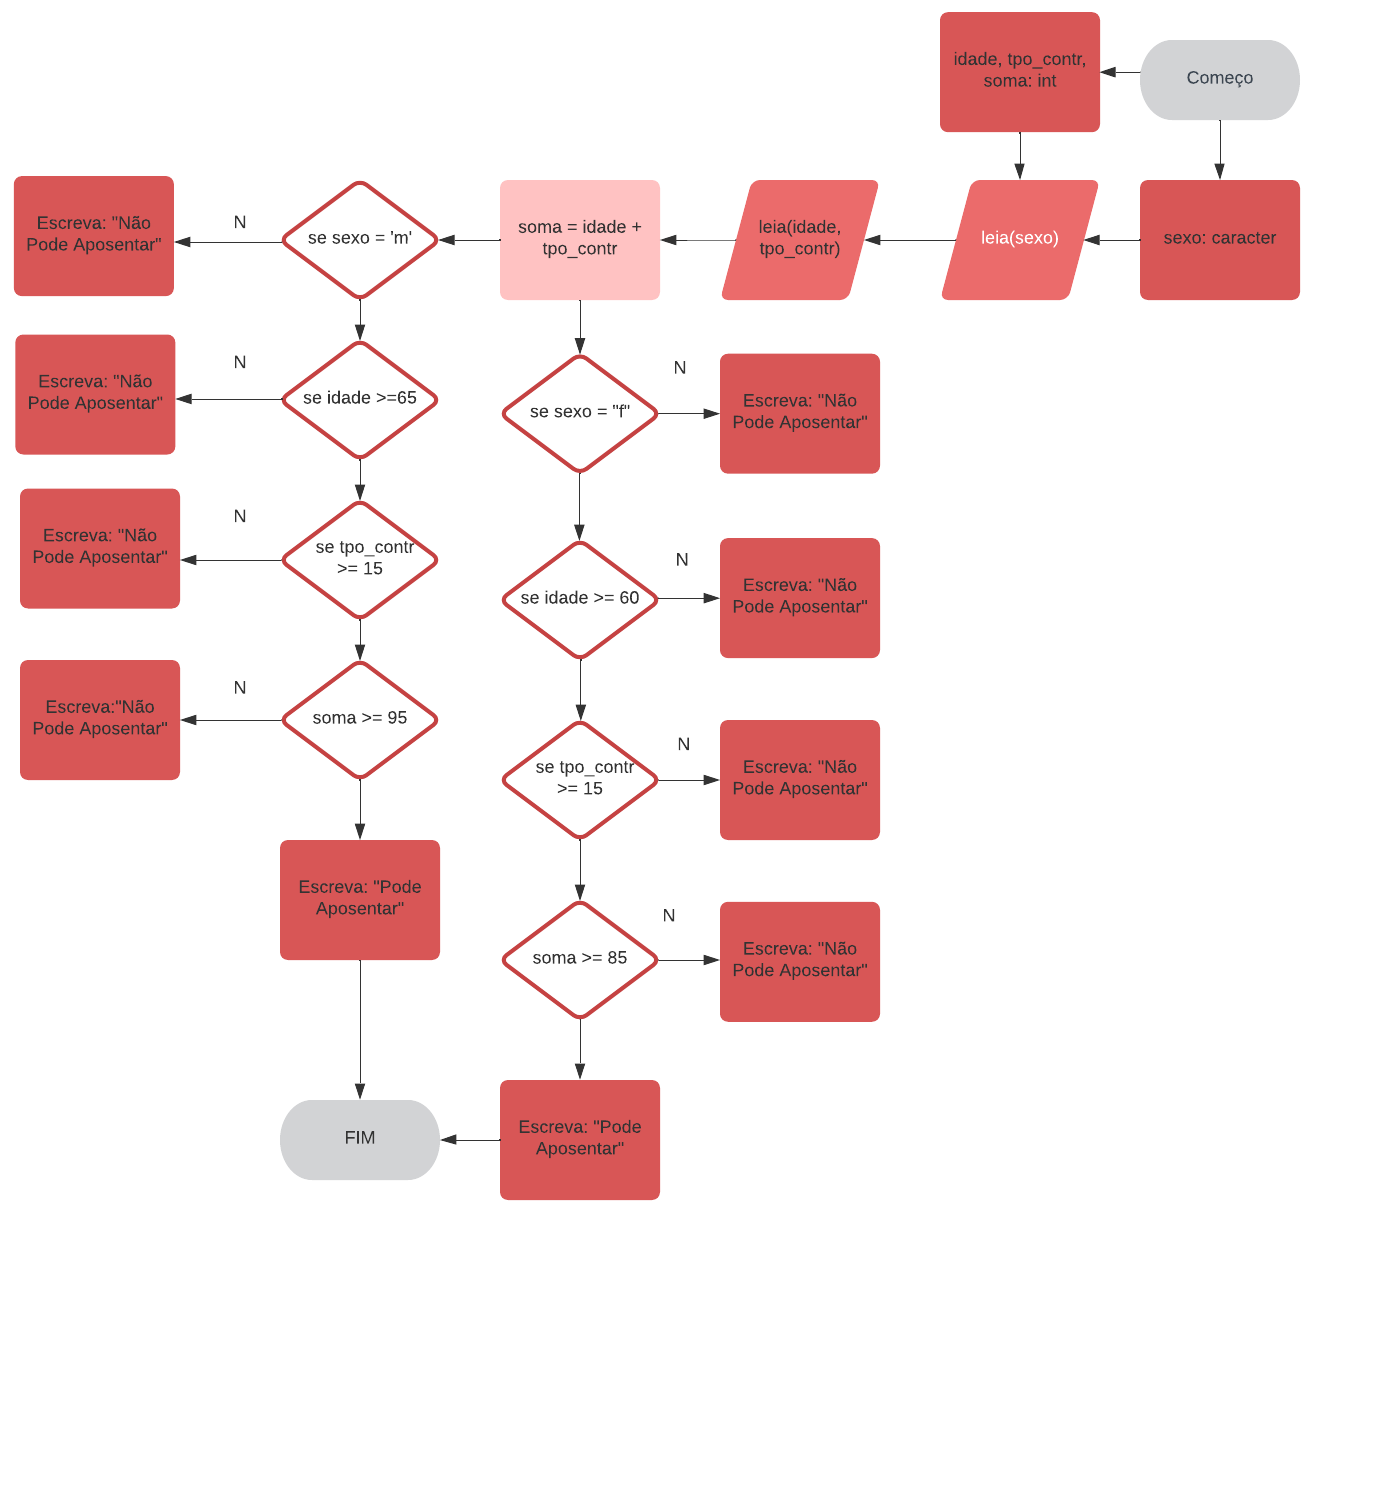 idade, tpo_contr,
soma: int
Começo
Escreva: "Não
Pode Aposentar"
N
se sexo = 'm'
soma = idade +
tpo_contr
leia(idade,
tpo_contr)
leia(sexo)
sexo: caracter
Escreva: "Não
Pode Aposentar"
N
se idade >=65
se sexo = "f"
N
Escreva: "Não
Pode Aposentar"
Escreva: "Não
Pode Aposentar"
N
se tpo_contr
>= 15
se idade >= 60
N
Escreva: "Não
Pode Aposentar"
Escreva:"Não
Pode Aposentar"
N
soma >= 95
se tpo_contr
>= 15
N
Escreva: "Não
Pode Aposentar"
Escreva: "Pode
Aposentar"
soma >= 85
N
Escreva: "Não
Pode Aposentar"
FIM
Escreva: "Pode
Aposentar"